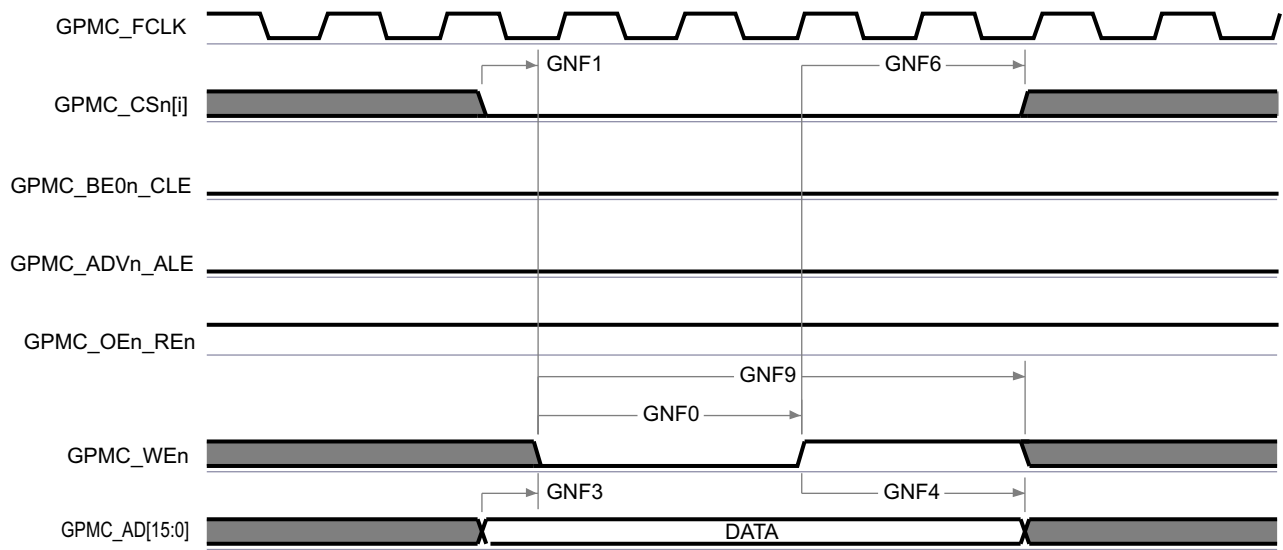 GPMC_FCLK
GNF1
GNF6
GPMC_CSn[i]
GPMC_BE0n_CLE
GPMC_ADVn_ALE
GPMC_OEn_REn
GNF9
GNF0
GPMC_WEn
GNF3
GNF4
GPMC_AD[15:0]
DATA